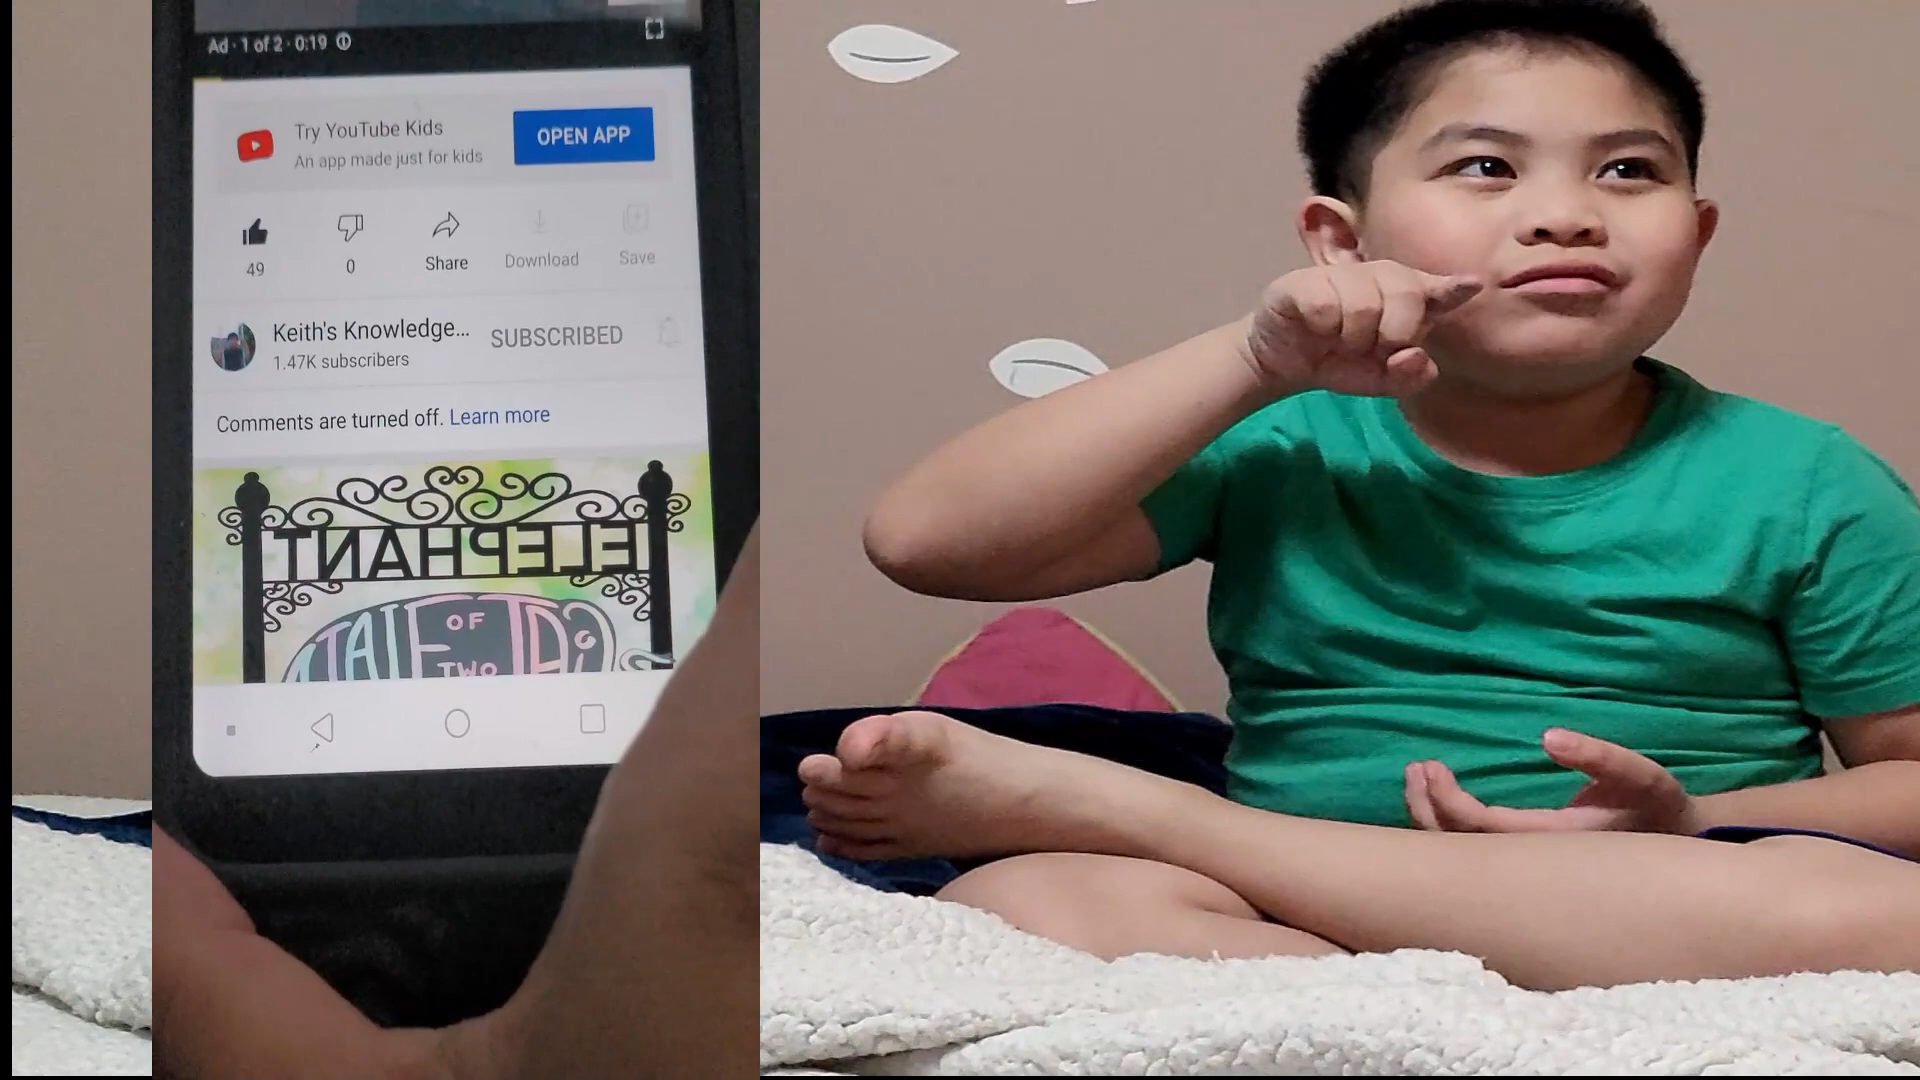 Ad · 1 of 2 · 0:19
Try YouTube Kids
An app made just for kids
OPEN APP
49
0
Share
Download
Save
Keith's Knowledge...
1.47K subscribers
SUBSCRIBED
Comments are turned off. Learn more
ELEPHANT
OF
TWO